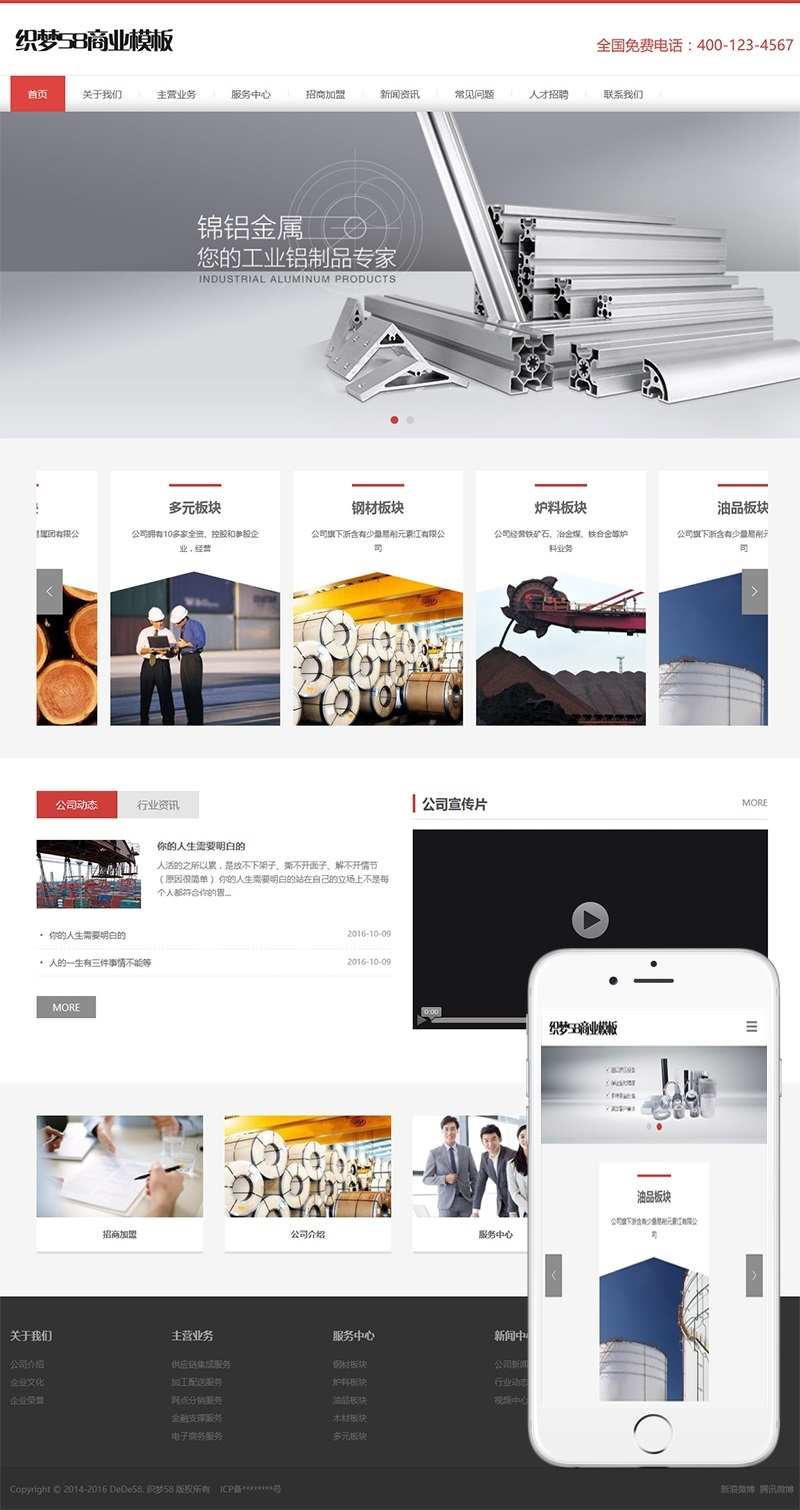 织梦58商业模板
全国免费电话：400-123-4567
首页 关于我们 主营业务 服务中心 招商加盟 新闻资讯 常见问题 人才招聘 联系我们
锦铝金属
您的工业铝制品专家
INDUSTRIAL ALUMINUM PRODUCTS
多元板块
公司拥有10多家全资、控股和参股企
业，经营
钢材板块
公司旗下浙含有少量易削元素江有限公
司
炉料板块
公司经营铁矿石、冶金煤、铁合金等炉
料业务
油品板块
公司旗下浙含有少量易削元
司
属团有限公
公司动态 行业资讯
你的人生需要明白的
人活的之所以累，是放不下架子、撕不开面子、解不开情节
（原因很简单） 你的人生需要明白的站在自己的立场上不是每
个人都符合你的胃...
· 你的人生需要明白的 2016-10-09
· 人的一生有三件事情不能等 2016-10-09
MORE
公司宣传片 MORE
0:00
招商加盟
公司介绍
服务中心
织梦58商业模板
油品板块
公司旗下浙含有少量易削元素江有限公
司
关于我们
公司介绍
企业文化
企业荣誉
主营业务
供应链集成服务
加工配送服务
网点分销服务
金融支撑服务
电子商务服务
服务中心
钢材板块
炉料板块
油品板块
木材板块
多元板块
新闻中
公司新闻
行业动态
视频中心
Copyright © 2014-2016 DeDe58. 织梦58 版权所有 ICP备********号
新浪微博 腾讯微博